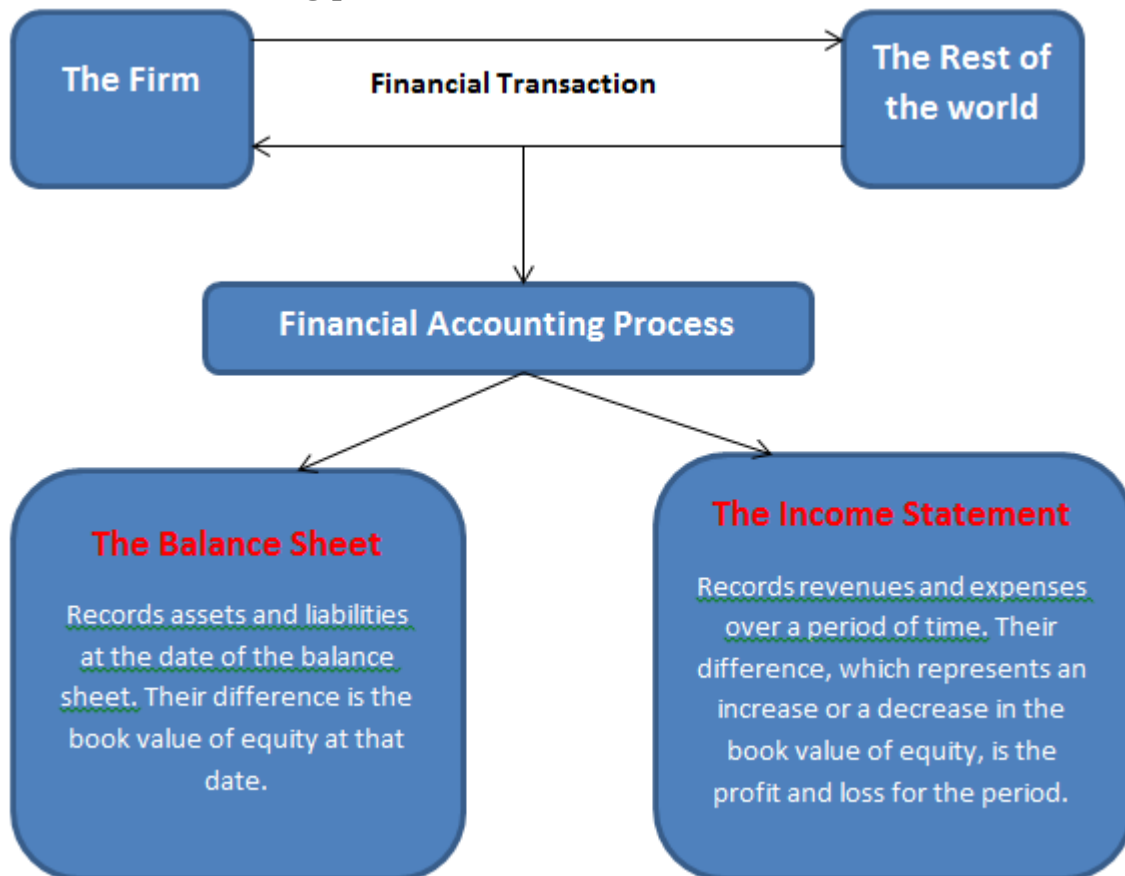 The Firm
Financial Transaction
The Rest of
the world
Financial Accounting Process
The Balance Sheet
Records assets and liabilities
at the date of the balance
sheet. Their difference is the
book value of equity at that
date.
The Income Statement
Records revenues and expenses
over a period of time. Their
difference, which represents an
increase or a decrease in the
book value of equity, is the
profit and loss for the period.